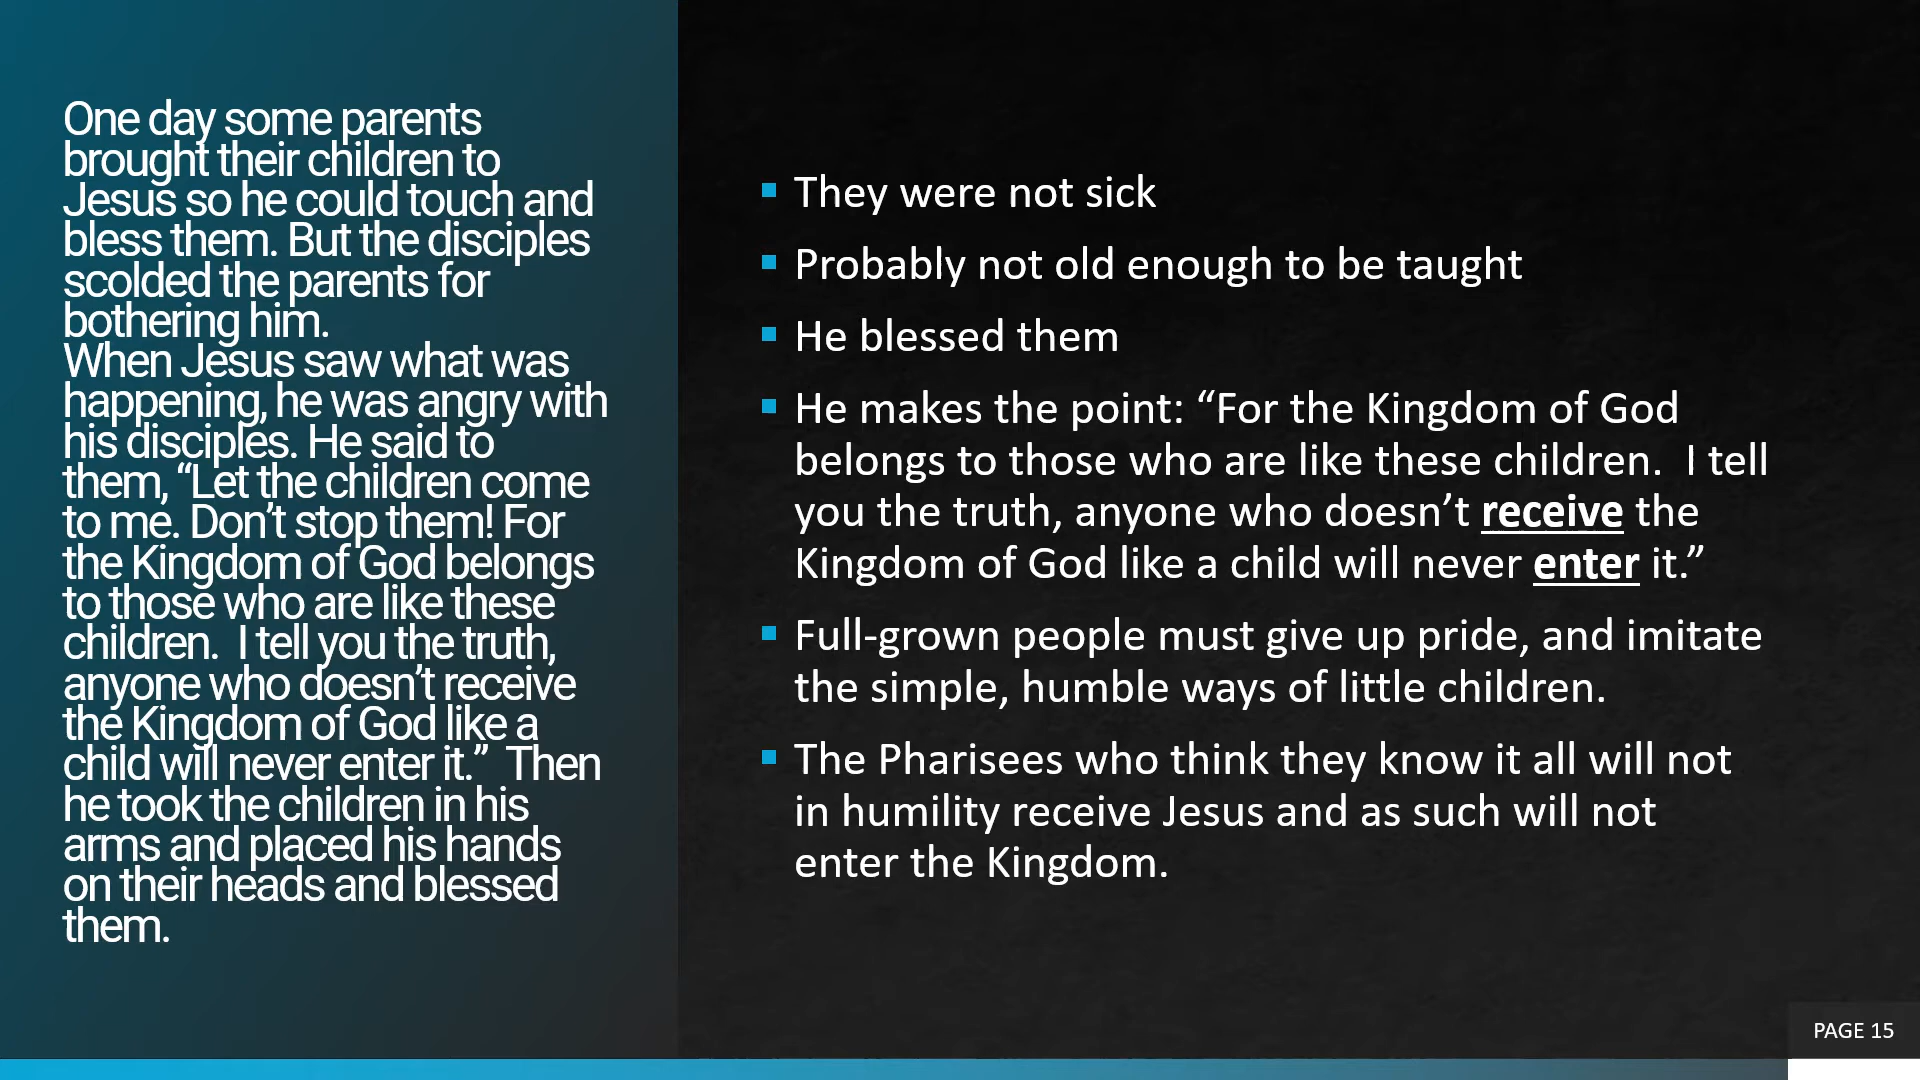 One day some parents
brought their children to
Jesus so he could touch and
bless them. But the disciples
scolded the parents for
bothering him.
When Jesus saw what was
happening, he was angry with
his disciples. He said to
them, “Let the children come
to me. Don’t stop them! For
the Kingdom of God belongs
to those who are like these
children.  I tell you the truth,
anyone who doesn’t receive
the Kingdom of God like a
child will never enter it.”  Then
he took the children in his
arms and placed his hands
on their heads and blessed
them.
▪ They were not sick
▪ Probably not old enough to be taught
▪ He blessed them
▪ He makes the point: “For the Kingdom of God
belongs to those who are like these children.  I tell
you the truth, anyone who doesn’t receive the
Kingdom of God like a child will never enter it.”
▪ Full-grown people must give up pride, and imitate
the simple, humble ways of little children.
▪ The Pharisees who think they know it all will not
in humility receive Jesus and as such will not
enter the Kingdom.
PAGE 15